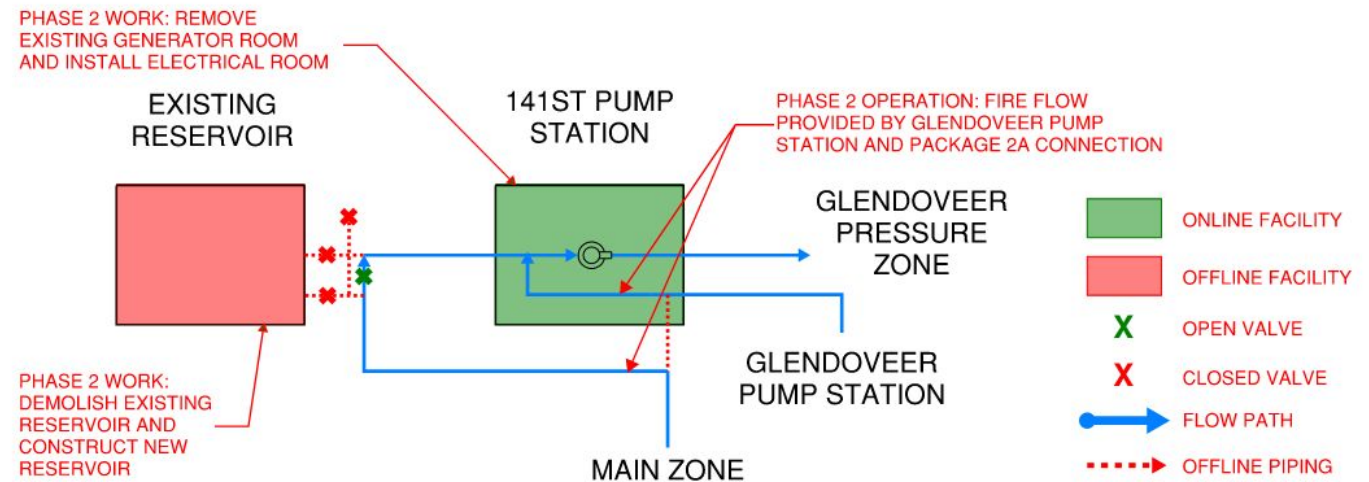 PHASE 2 WORK: REMOVE
EXISTING GENERATOR ROOM
AND INSTALL ELECTRICAL ROOM
EXISTING
RESERVOIR
141ST PUMP
STATION
PHASE 2 OPERATION: FIRE FLOW
PROVIDED BY GLENDOVEER PUMP
STATION AND PACKAGE 2A CONNECTION
GLENDOVEER
PRESSURE
ZONE
GLENDOVEER
PUMP STATION
MAIN ZONE
PHASE 2 WORK:
DEMOLISH EXISTING
RESERVOIR AND
CONSTRUCT NEW
RESERVOIR
ONLINE FACILITY
OFFLINE FACILITY
X OPEN VALVE
X CLOSED VALVE
FLOW PATH
OFFLINE PIPING